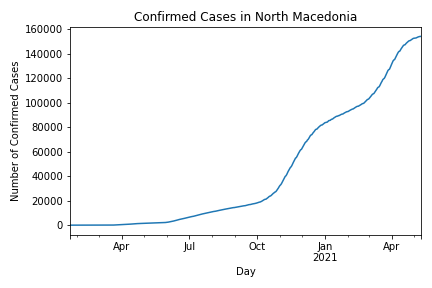 Confirmed Cases in North Macedonia
160000
140000
120000
100000
80000
60000
40000
20000
0
Number of Confirmed Cases
Apr Jul Oct Jan Apr
2021
Day